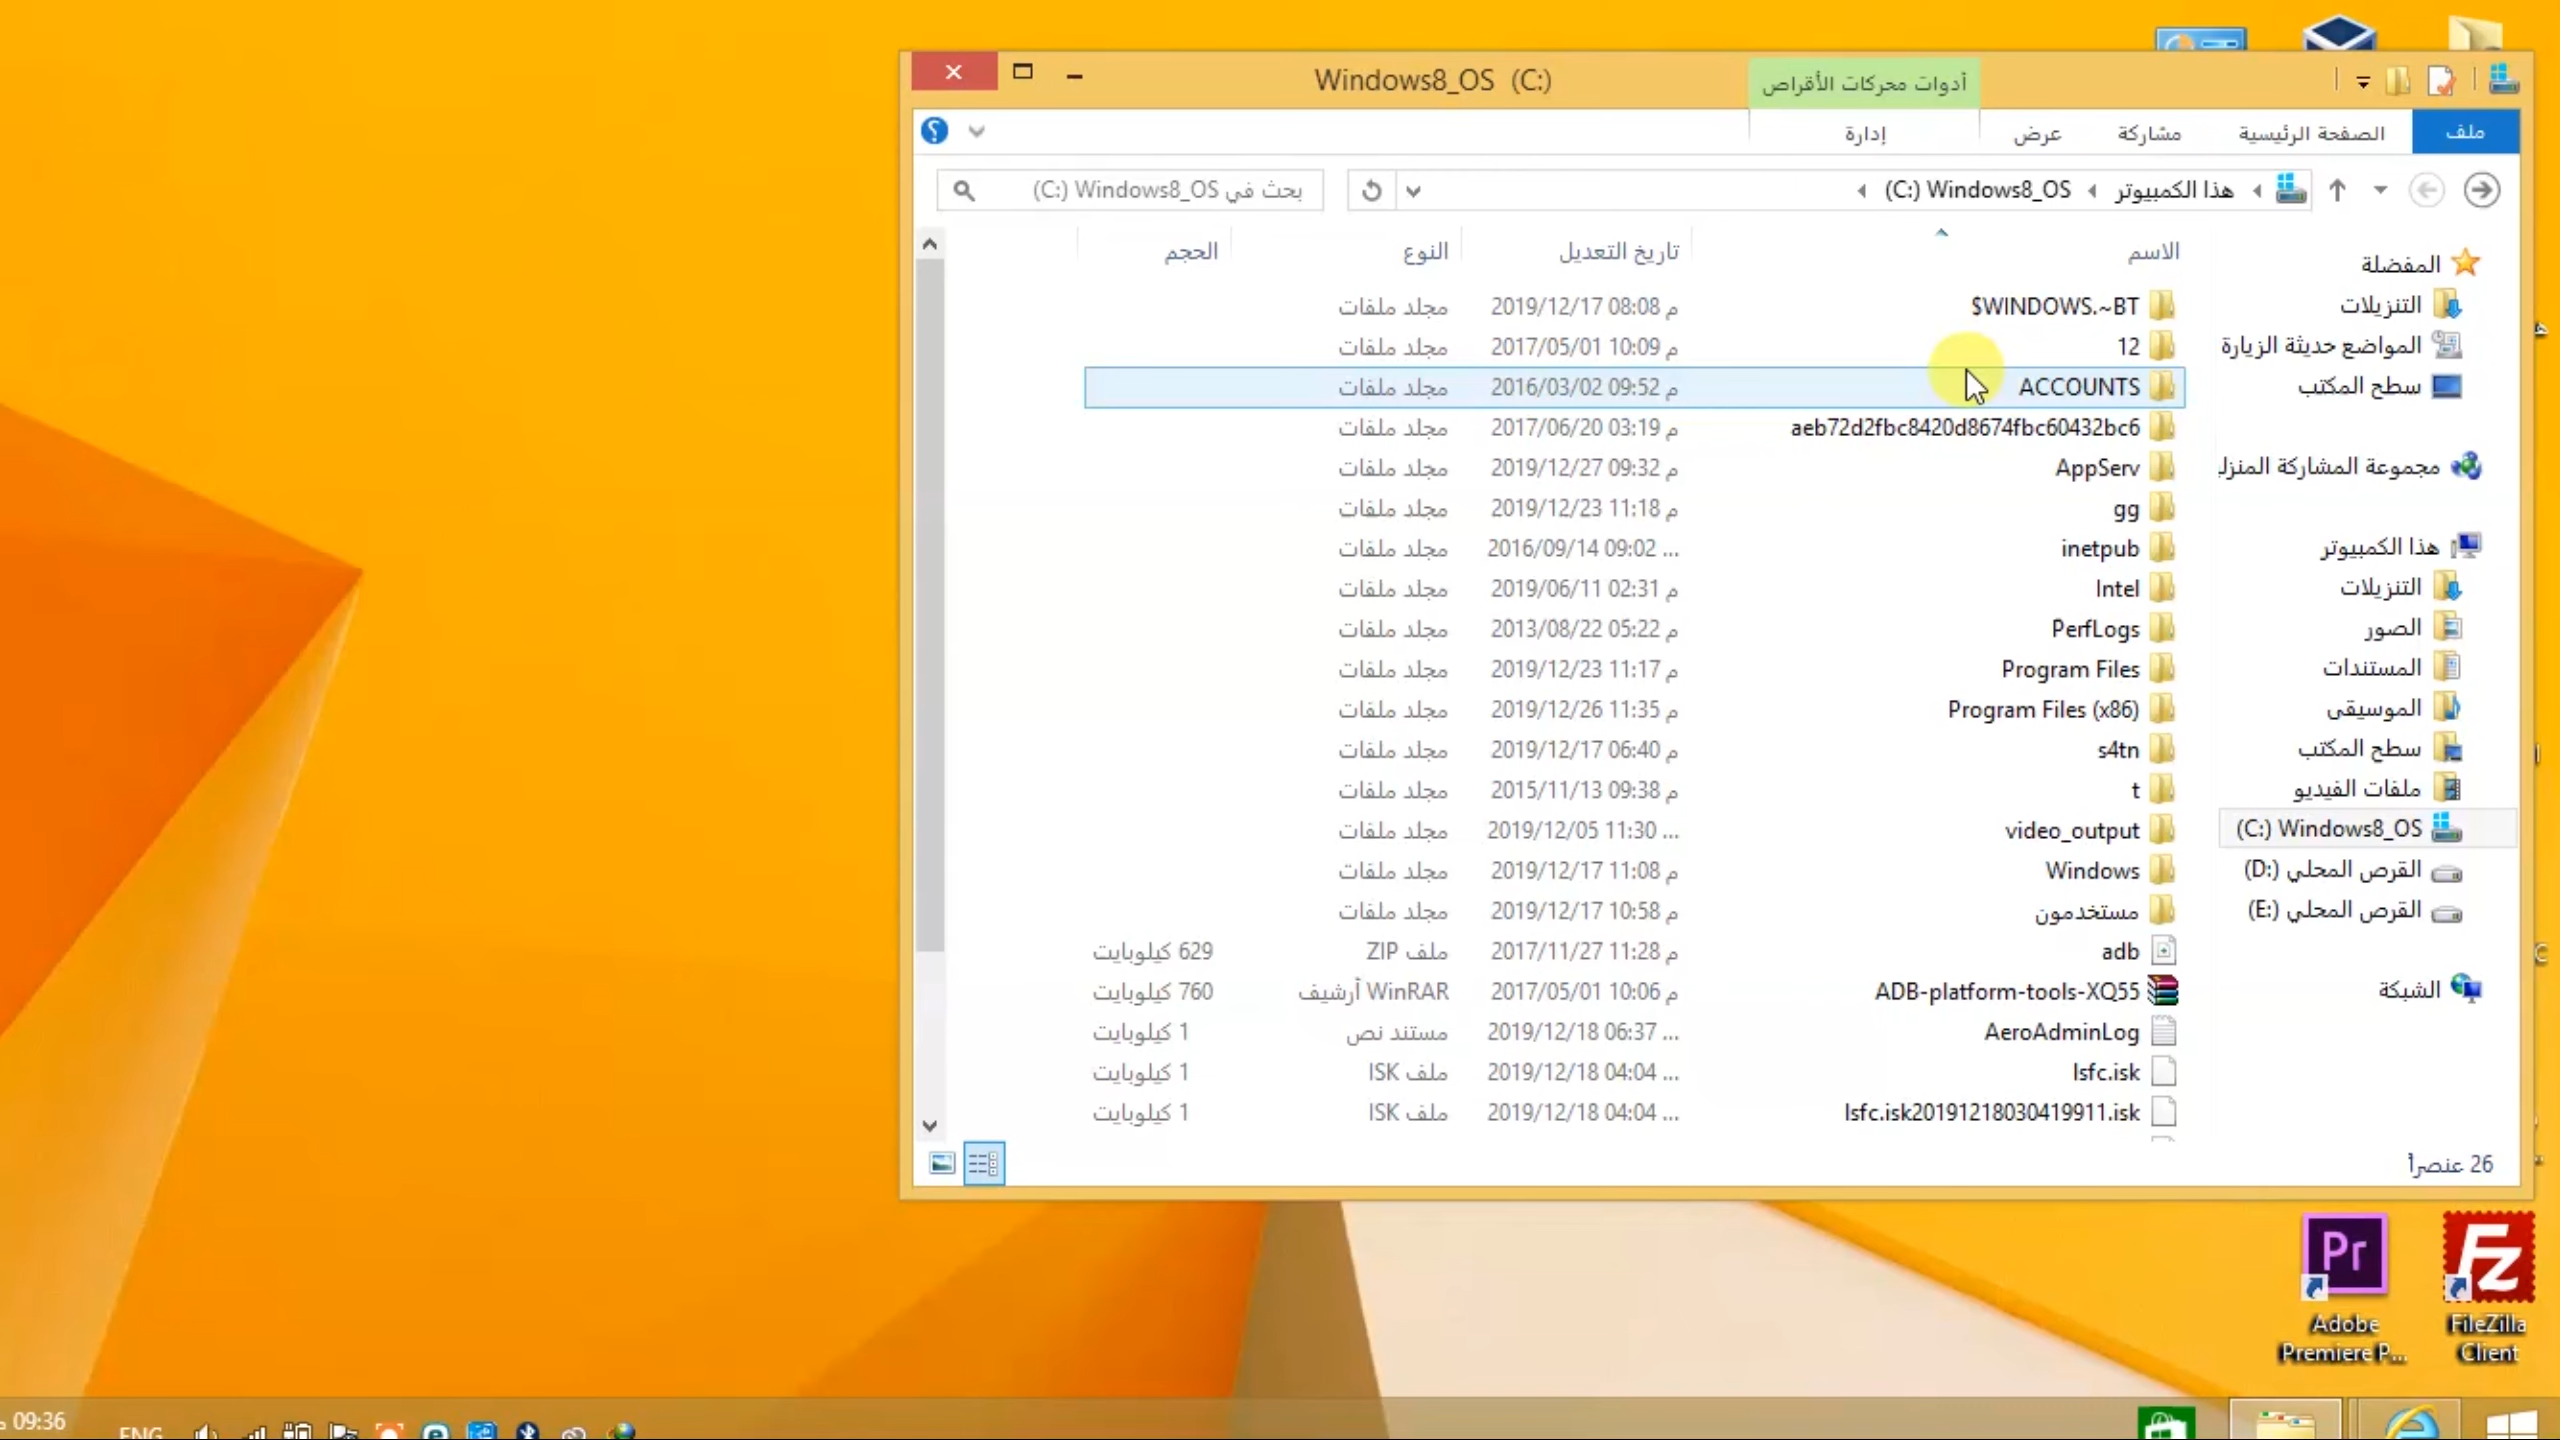 Windows8_OS (C:)
أدوات محركات الأقراص
ملف
الصفحة الرئيسية
مشاركة
عرض
إدارة
هذا الكمبيوتر
Windows8_OS (C:)
بحث في Windows8_OS (C:)
المفضلة
التنزيلات
المواضع حديثة الزيارة
سطح المكتب
مجموعة المشاركة المنزلـ
هذا الكمبيوتر
التنزيلات
الصور
المستندات
الموسيقى
سطح المكتب
ملفات الفيديو
Windows8_OS (C:)
القرص المحلي (D:)
القرص المحلي (E:)
الشبكة
الاسم تاريخ التعديل النوع الحجم
$WINDOWS.~BT 2019/12/17 08:08 م مجلد ملفات
12 2017/05/01 10:09 م مجلد ملفات
ACCOUNTS 2016/03/02 09:52 م مجلد ملفات
aeb72d2fbc8420d8674fbc60432bc6 2017/06/20 03:19 م مجلد ملفات
AppServ 2019/12/27 09:32 م مجلد ملفات
gg 2019/12/23 11:18 م مجلد ملفات
inetpub 2016/09/14 09:02 ... مجلد ملفات
Intel 2019/06/11 02:31 م مجلد ملفات
PerfLogs 2013/08/22 05:22 م مجلد ملفات
Program Files 2019/12/23 11:17 م مجلد ملفات
Program Files (x86) 2019/12/26 11:35 م مجلد ملفات
s4tn 2019/12/17 06:40 م مجلد ملفات
t 2015/11/13 09:38 م مجلد ملفات
video_output 2019/12/05 11:30 ... مجلد ملفات
Windows 2019/12/17 11:08 م مجلد ملفات
مستخدمون 2019/12/17 10:58 م مجلد ملفات
adb 2017/11/27 11:28 م ملف ZIP 629 كيلوبايت
ADB-platform-tools-XQ55 2017/05/01 10:06 م WinRAR أرشيف 760 كيلوبايت
AeroAdminLog 2019/12/18 06:37 ... مستند نص 1 كيلوبايت
lsfc.isk 2019/12/18 04:04 ... ملف ISK 1 كيلوبايت
lsfc.isk20191218030419911.isk 2019/12/18 04:04 ... ملف ISK 1 كيلوبايت
26 عنصراً
Pr
Adobe
Premiere P...
Fz
FileZilla
Client
09:36
ENG